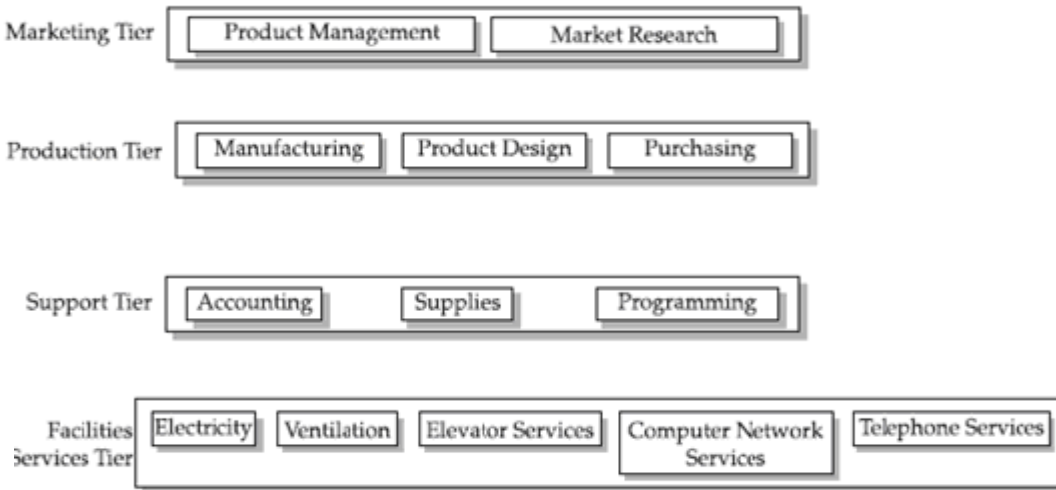 Marketing Tier
Product Management
Market Research
Production Tier
Manufacturing
Product Design
Purchasing
Support Tier
Accounting
Supplies
Programming
Facilities
Services Tier
Electricity
Ventilation
Elevator Services
Computer Network
Services
Telephone Services